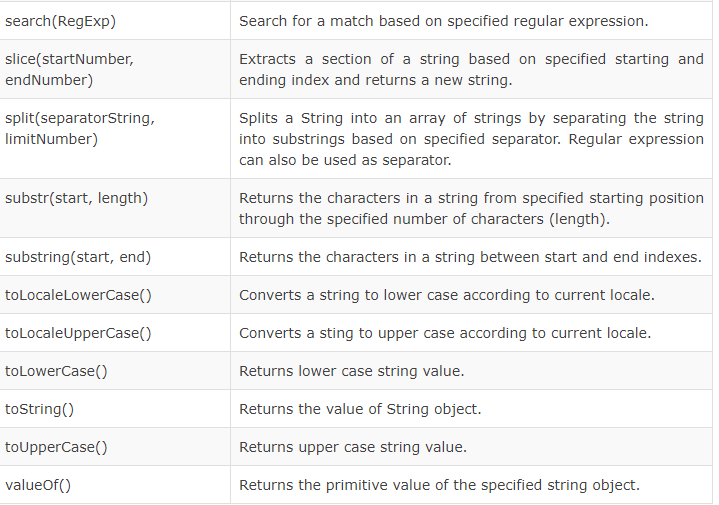 search(RegExp)
Search for a match based on specified regular expression.
slice(startNumber,
endNumber)
Extracts a section of a string based on specified starting and
ending index and returns a new string.
split(separatorString,
limitNumber)
Splits a String into an array of strings by separating the string
into substrings based on specified separator. Regular expression
can also be used as separator.
substr(start, length)
Returns the characters in a string from specified starting position
through the specified number of characters (length).
substring(start, end)
Returns the characters in a string between start and end indexes.
toLocaleLowerCase()
Converts a string to lower case according to current locale.
toLocaleUpperCase()
Converts a sting to upper case according to current locale.
toLowerCase()
Returns lower case string value.
toString()
Returns the value of String object.
toUpperCase()
Returns upper case string value.
valueOf()
Returns the primitive value of the specified string object.